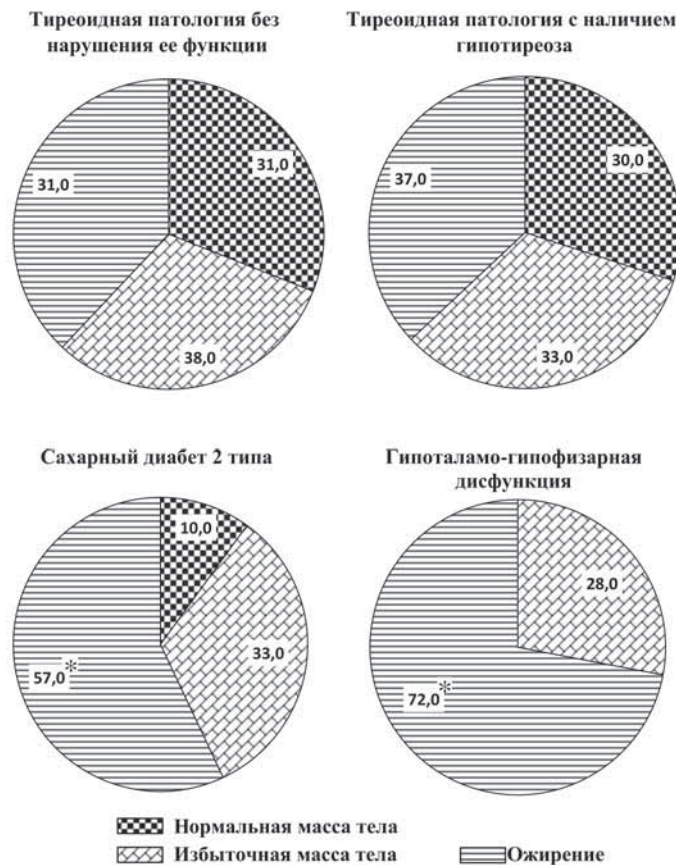 Тиреоидная патология без
нарушения ее функции
31,0
31,0
38,0
Тиреоидная патология с наличием
гипотиреоза
30,0
37,0
33,0
Сахарный диабет 2 типа
10,0
33,0
57,0*
Гипоталамо-гипофизарная
дисфункция
28,0
72,0*
Нормальная масса тела
Избыточная масса тела
Ожирение